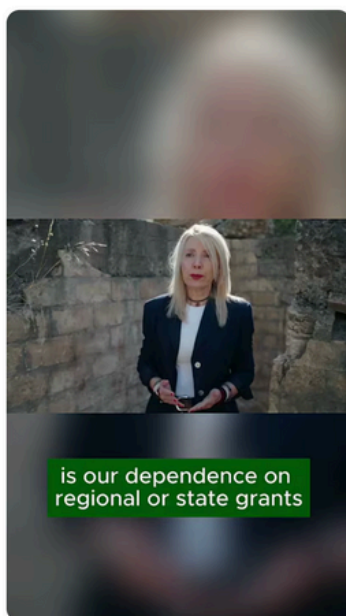 is our dependence on
regional or state grants